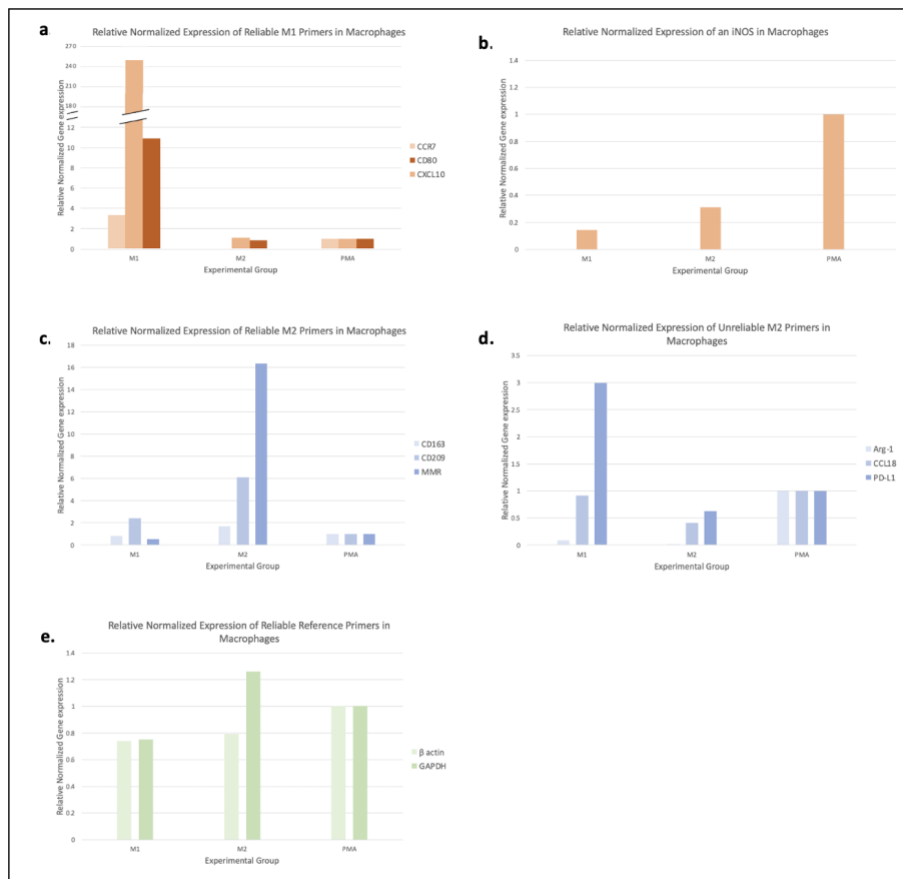 a.
Relative Normalized Expression of Reliable M1 Primers in Macrophages
Relative Normalized Gene expression
270
240
210
180
12
10
8
6
4
2
0
M1
M2
PMA
Experimental Group
CCR7
CD80
CXCL10
b.
Relative Normalized Expression of an iNOS in Macrophages
Relative Normalized Gene expression
1.4
1.2
1
0.8
0.6
0.4
0.2
0
M1
M2
PMA
Experimental Group
c.
Relative Normalized Expression of Reliable M2 Primers in Macrophages
Relative Normalized Gene expression
18
16
14
12
10
8
6
4
2
0
M1
M2
PMA
Experimental Group
CD163
CD209
MMR
d.
Relative Normalized Expression of Unreliable M2 Primers in
Macrophages
Relative Normalized Gene expression
3.5
3
2.5
2
1.5
1
0.5
0
M1
M2
PMA
Experimental Group
Arg-1
CCL18
PD-L1
e.
Relative Normalized Expression of Reliable Reference Primers in
Macrophages
Relative Normalized Gene expression
1.4
1.2
1
0.8
0.6
0.4
0.2
0
M1
M2
PMA
Experimental Group
β actin
GAPDH